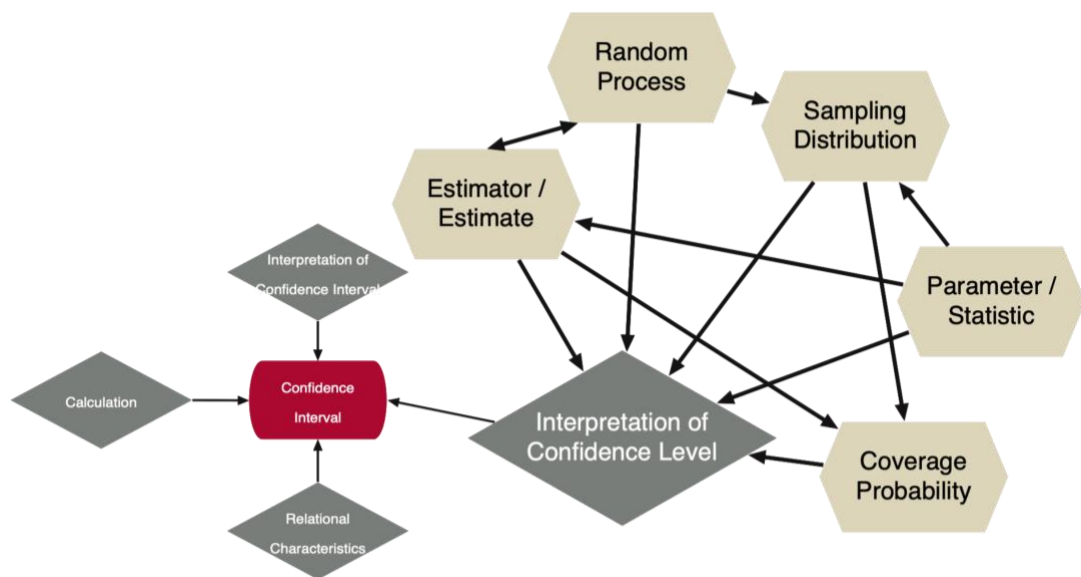 Random
Process
Sampling
Distribution
Estimator /
Estimate
Interpretation of
Confidence Interval
Parameter /
Statistic
Calculation
Confidence
Interval
Interpretation of
Confidence Level
Coverage
Probability
Relational
Characteristics